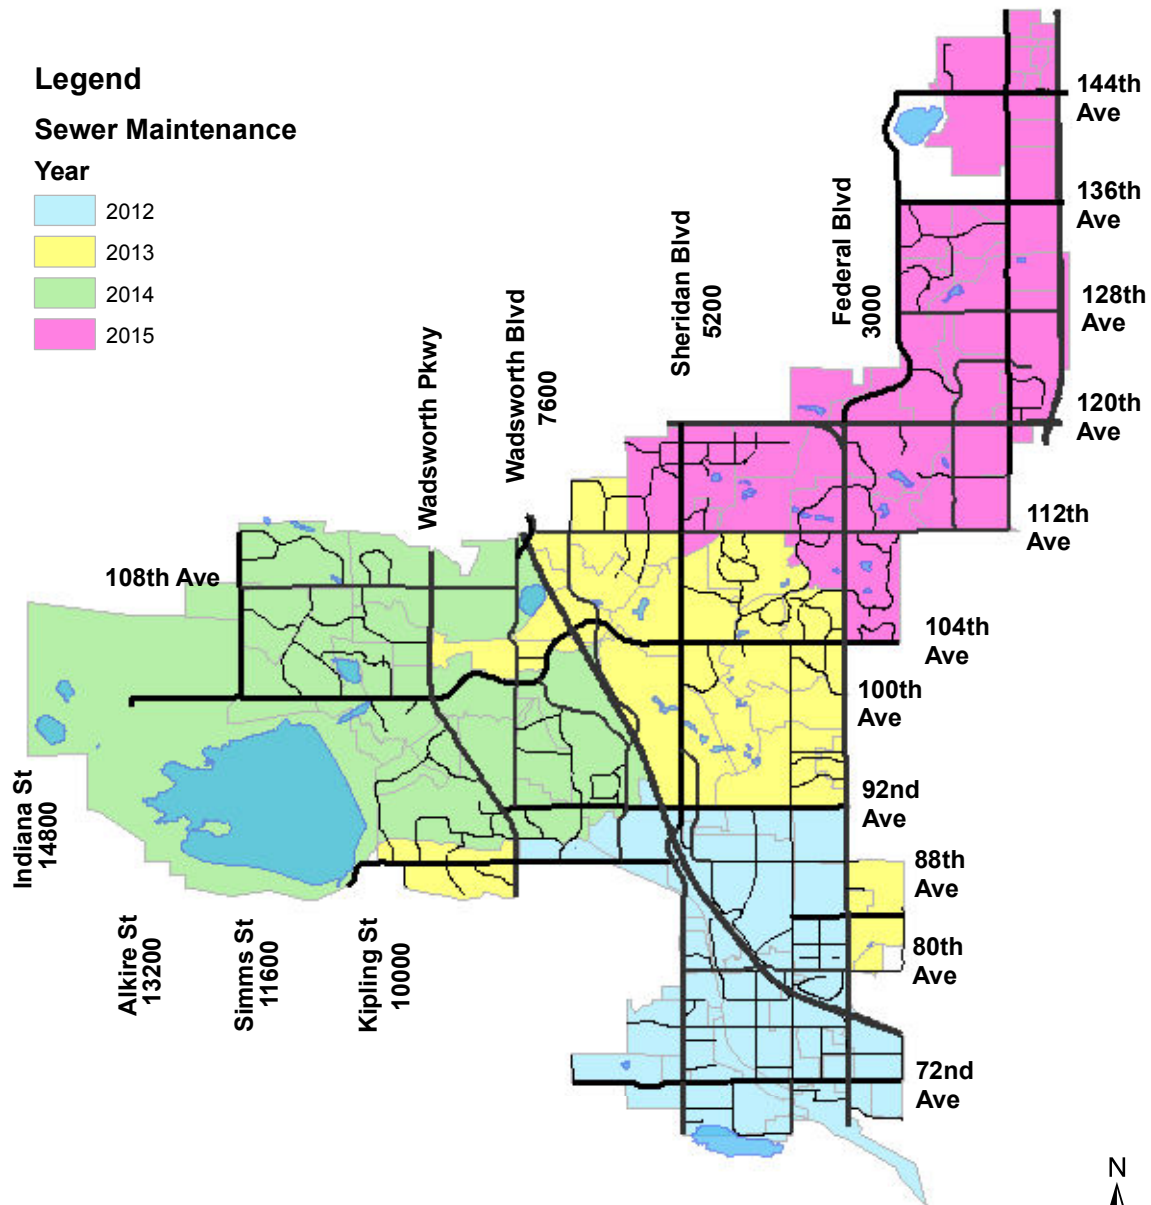 Legend
Sewer Maintenance
Year
2012
2013
2014
2015
144th
Ave
136th
Ave
128th
Ave
120th
Ave
112th
Ave
Federal Blvd
3000
Sheridan Blvd
5200
Wadsworth Blvd
7600
Wadsworth Pkwy
108th Ave
104th
Ave
100th
Ave
92nd
Ave
88th
Ave
80th
Ave
72nd
Ave
Indiana St
14800
Alkire St
13200
Simms St
11600
Kipling St
10000
N